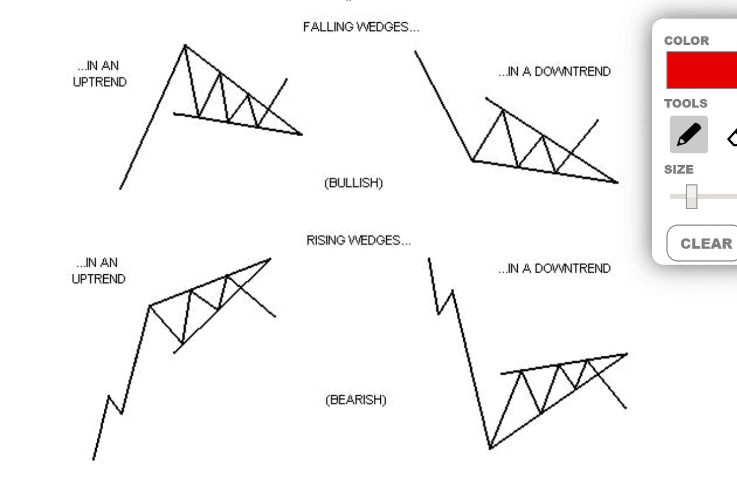 FALLING WEDGES...
...IN AN
UPTREND
...IN A DOWNTREND
(BULLISH)
RISING WEDGES...
...IN AN
UPTREND
...IN A DOWNTREND
(BEARISH)
COLOR
TOOLS
SIZE
CLEAR